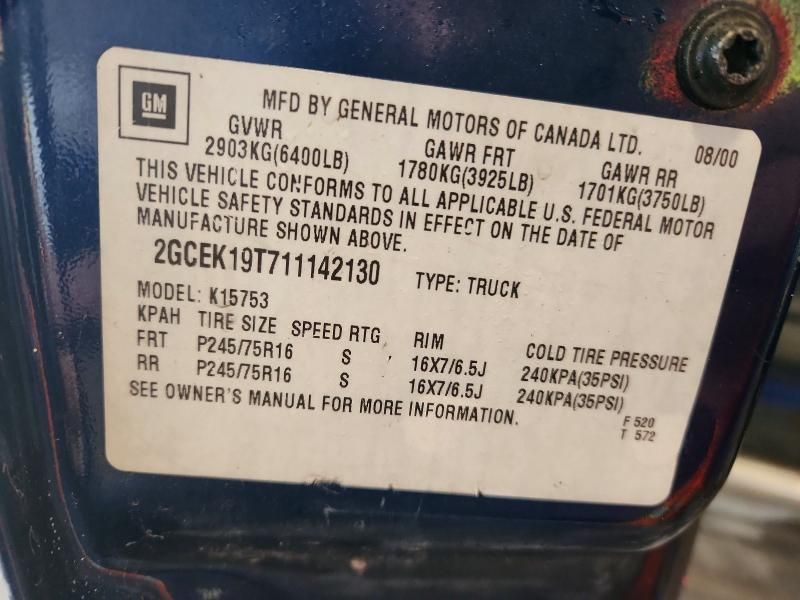 GM
MFD BY GENERAL MOTORS OF CANADA LTD.
08/00
GVWR GAWR FRT GAWR RR
2903KG(6400LB) 1780KG(3925LB) 1701KG(3750LB)
THIS VEHICLE CONFORMS TO ALL APPLICABLE U.S. FEDERAL MOTOR
VEHICLE SAFETY STANDARDS IN EFFECT ON THE DATE OF
MANUFACTURE SHOWN ABOVE.
2GCEK19T711142130 TYPE: TRUCK
MODEL: K15753
KPAH TIRE SIZE SPEED RTG RIM COLD TIRE PRESSURE
FRT P245/75R16 S 16X7/6.5J 240KPA(35PSI)
RR P245/75R16 S 16X7/6.5J 240KPA(35PSI)
SEE OWNER'S MANUAL FOR MORE INFORMATION.
F 520
T 572